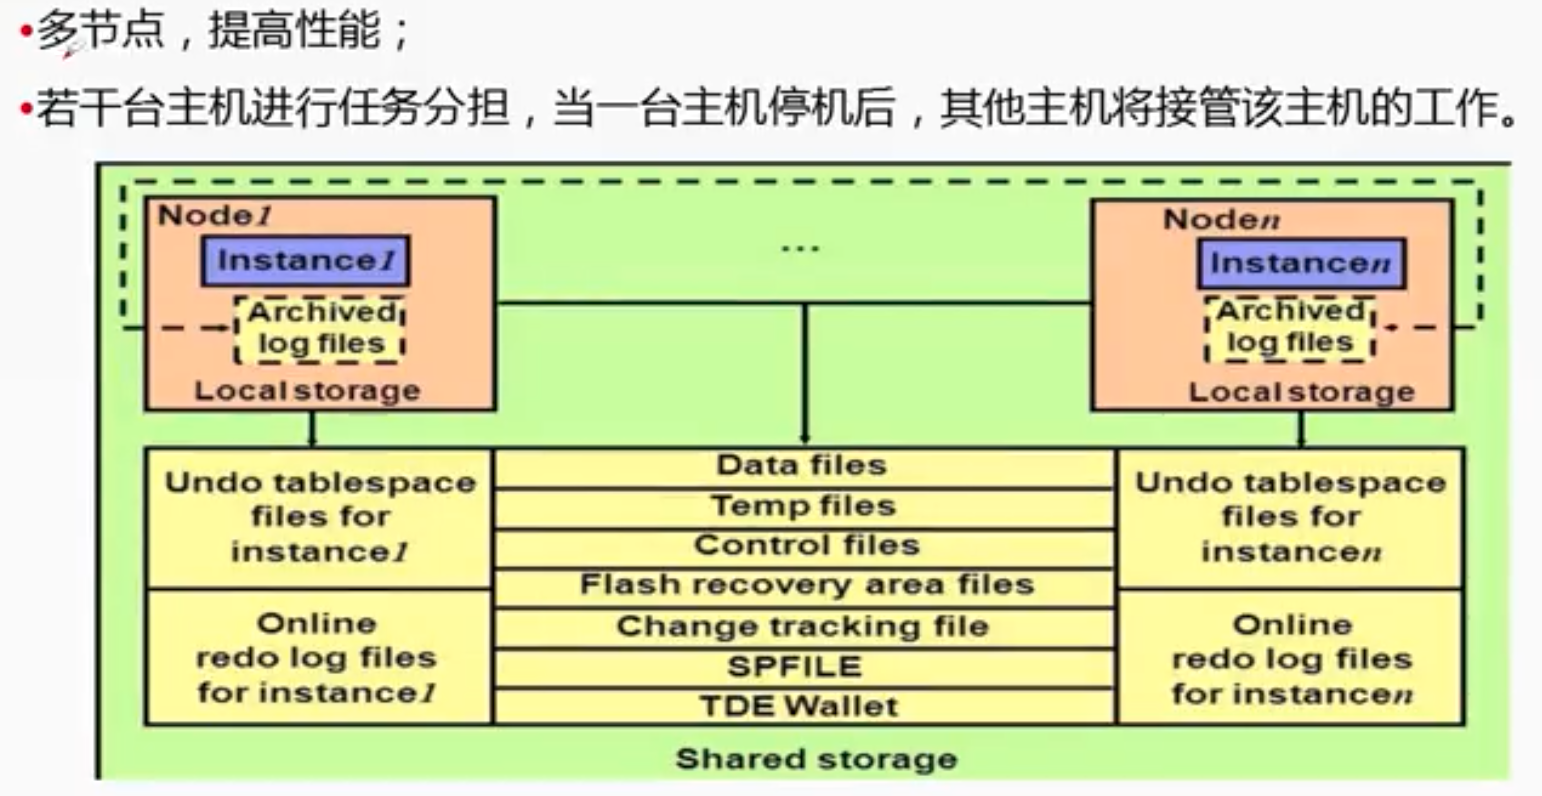 •多节点，提高性能；
•若干台主机进行任务分担，当一台主机停机后，其他主机将接管该主机的工作。
Node1
Instance1
Archived
log files
Local storage
...
Noden
Instancen
Archived
log files
Local storage
Undo tablespace
files for
instance1
Online
redo log files
for instance1
Data files
Temp files
Control files
Flash recovery area files
Change tracking file
SPFILE
TDE Wallet
Undo tablespace
files for
instancen
Online
redo log files
for instancen
Shared storage